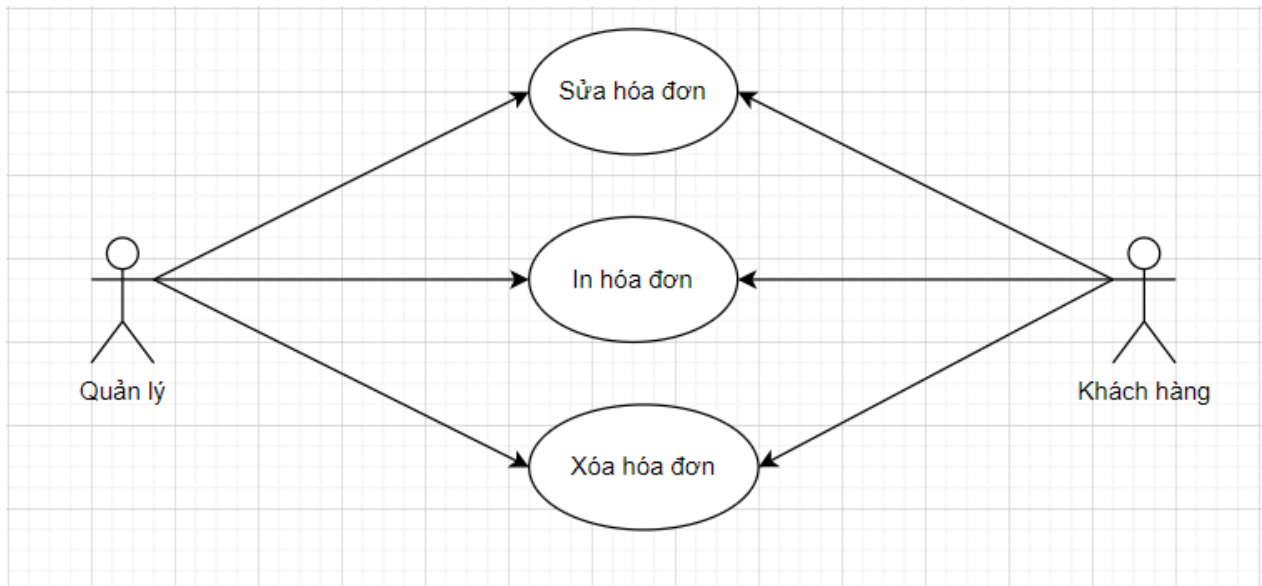 Sửa hóa đơn
In hóa đơn
Quản lý
Khách hàng
Xóa hóa đơn